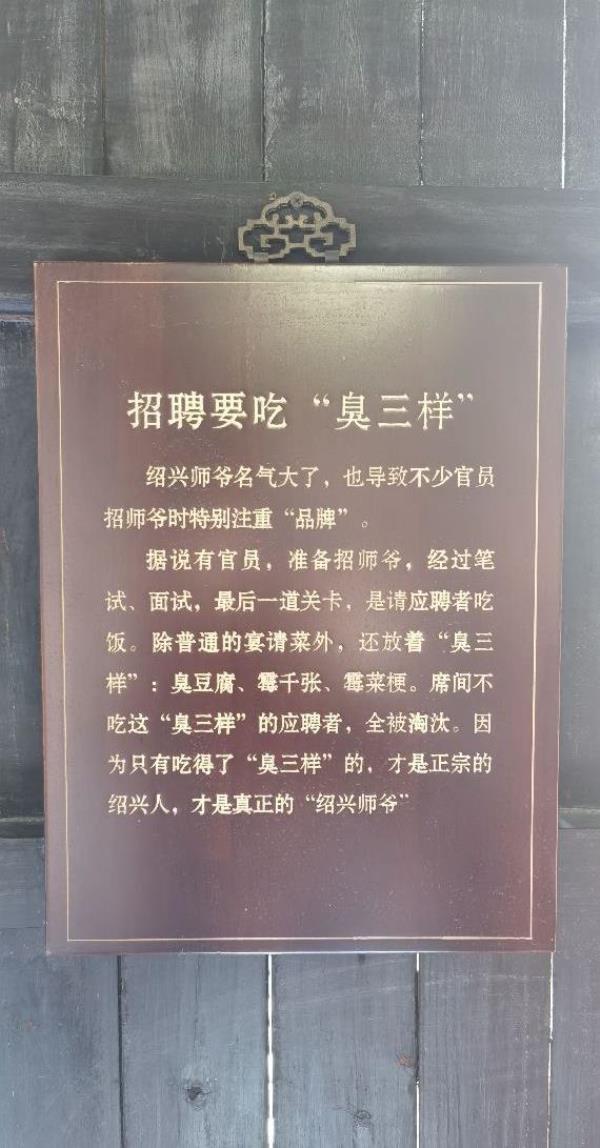 招聘要吃“臭三样”
绍兴师爷名气大了，也导致不少官员
招师爷时特别注重“品牌”。
据说有官员，准备招师爷，经过笔
试、面试，最后一道关卡，是请应聘者吃
饭。除普通的宴请菜外，还放着“臭三
样”：臭豆腐、霉千张、霉菜梗。席间不
吃这“臭三样”的应聘者，全被淘汰。因
为只有吃得了“臭三样”的，才是正宗的
绍兴人，才是真正的“绍兴师爷”